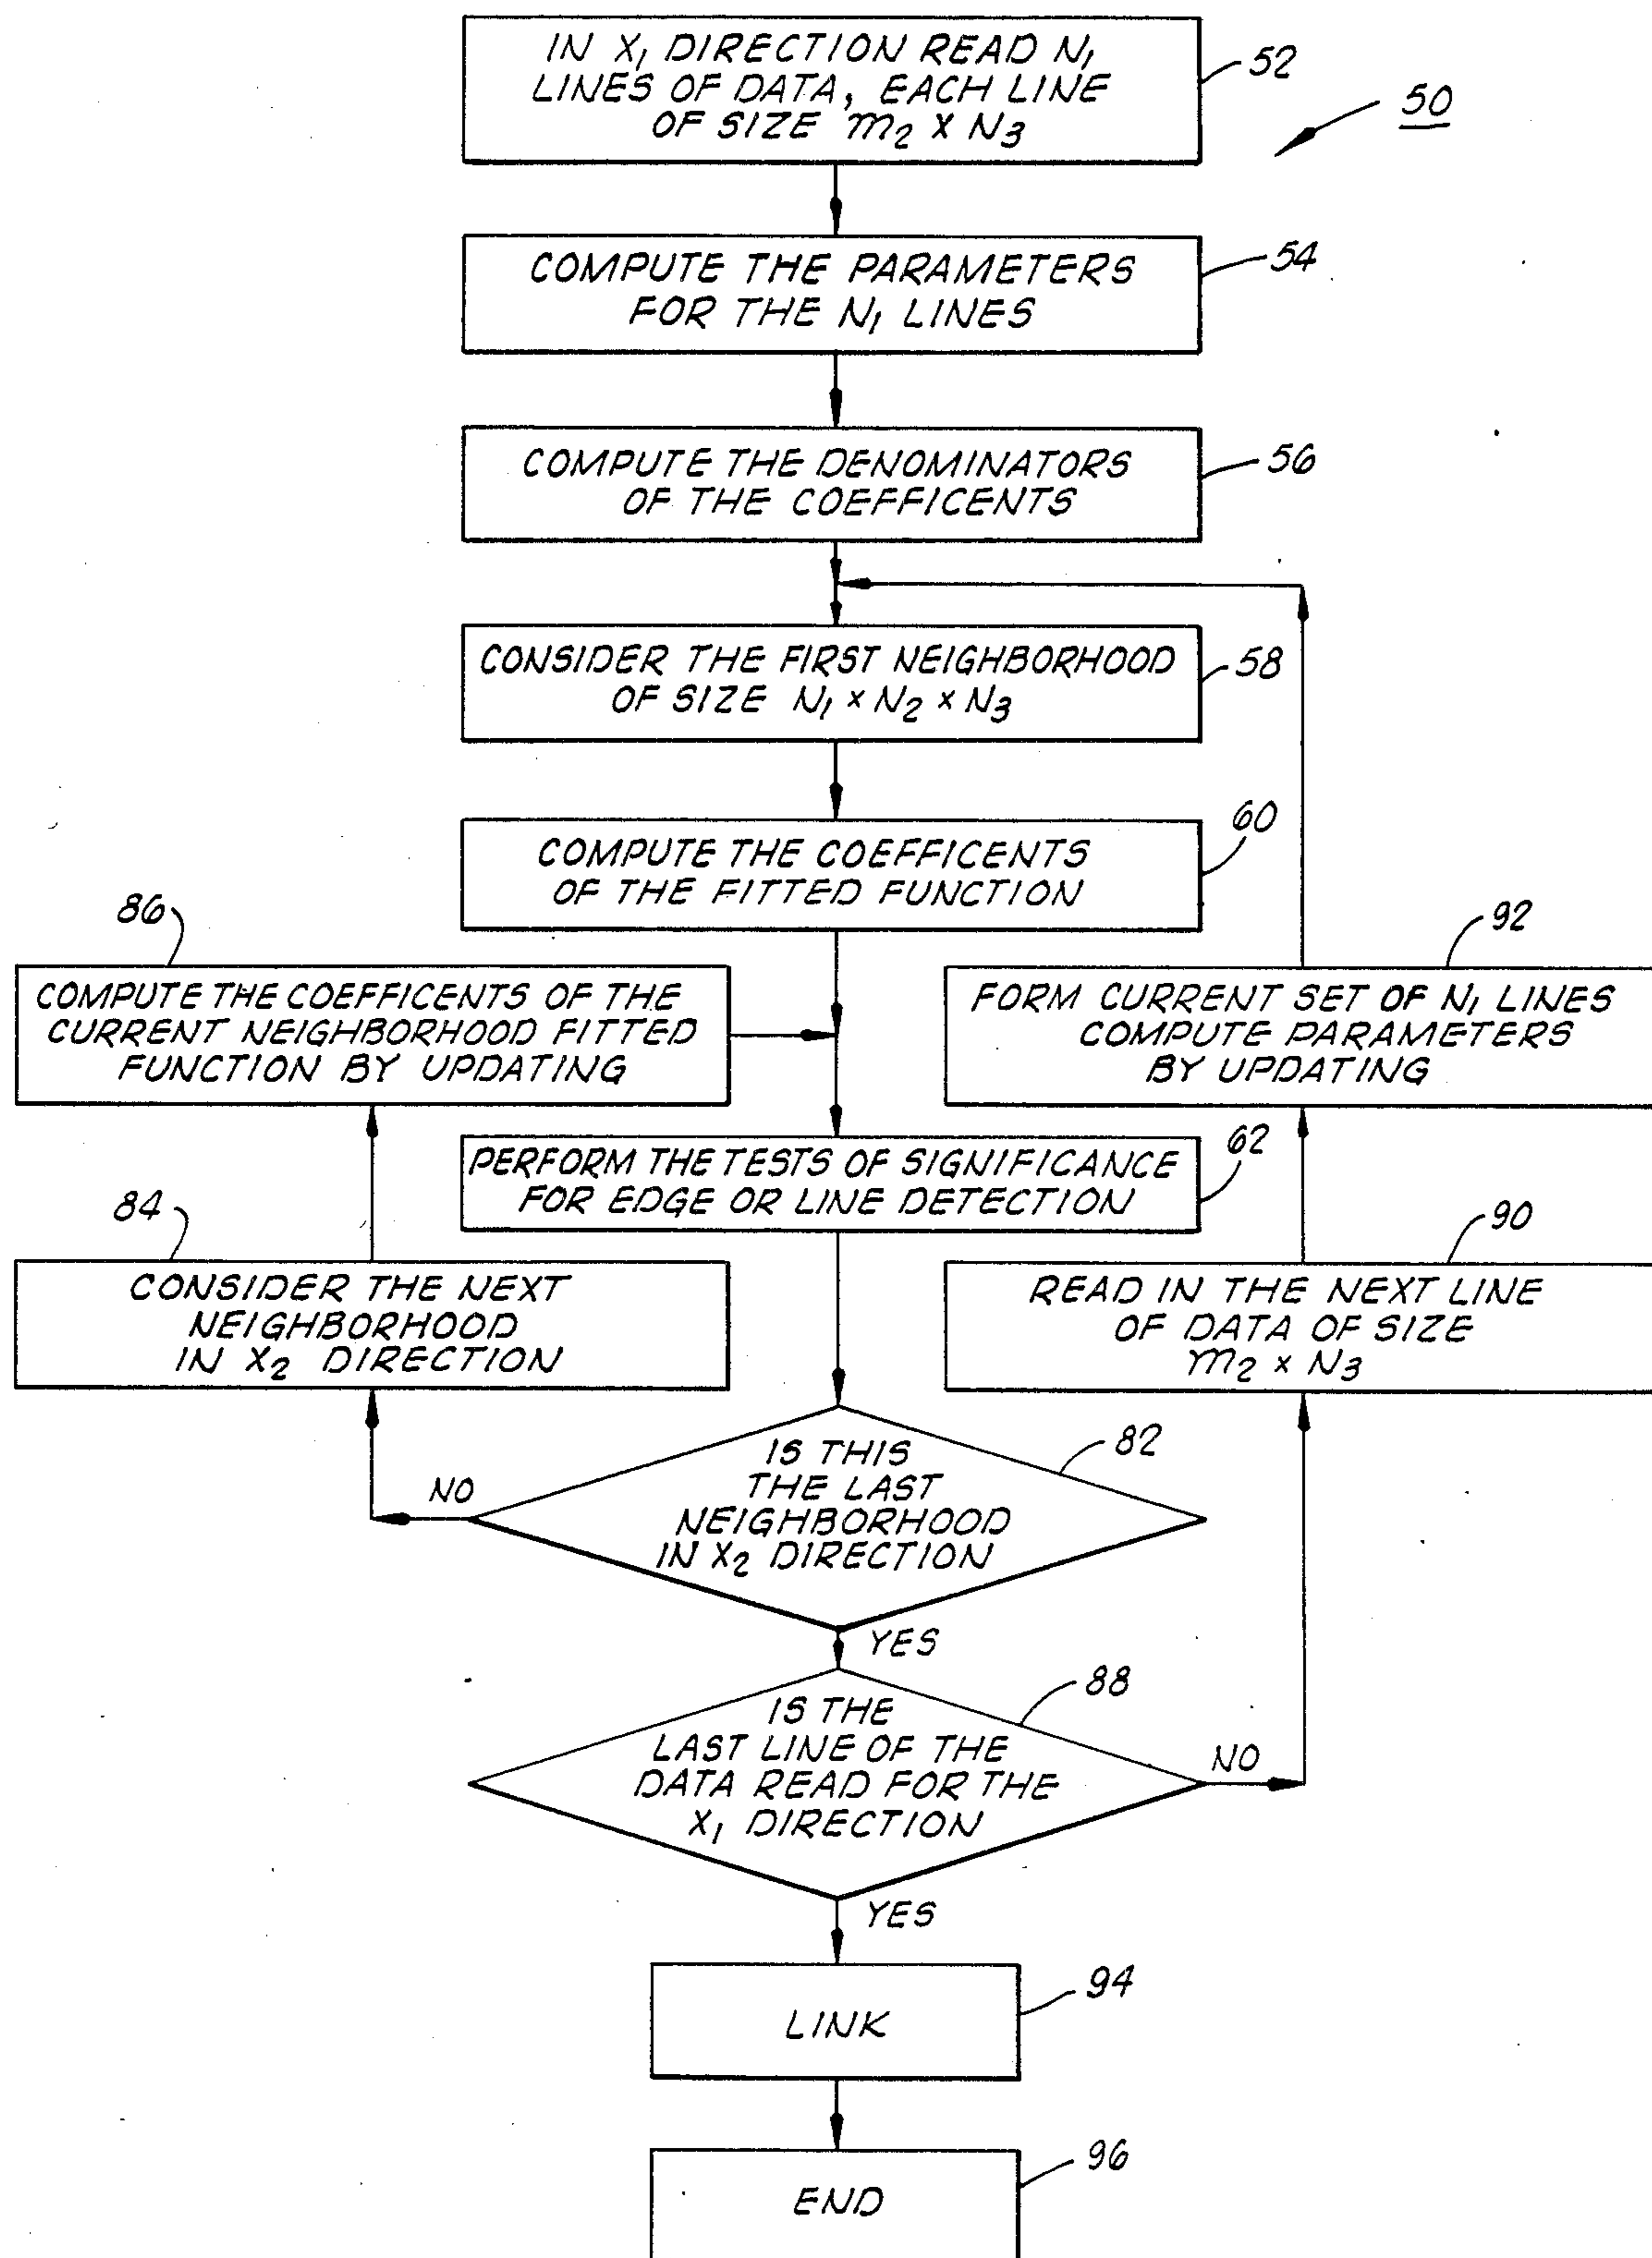 IN X₁ DIRECTION READ N₁
LINES OF DATA, EACH LINE
OF SIZE m₂ X N₃
52
50
COMPUTE THE PARAMETERS
FOR THE N₁ LINES
54
COMPUTE THE DENOMINATORS
OF THE COEFFICENTS
56
CONSIDER THE FIRST NEIGHBORHOOD
OF SIZE N₁ x N₂ x N₃
58
COMPUTE THE COEFFICENTS
OF THE FITTED FUNCTION
60
86
COMPUTE THE COEFFICENTS OF THE
CURRENT NEIGHBORHOOD FITTED
FUNCTION BY UPDATING
92
FORM CURRENT SET OF N₁ LINES
COMPUTE PARAMETERS
BY UPDATING
PERFORM THE TESTS OF SIGNIFICANCE
FOR EDGE OR LINE DETECTION
62
84
CONSIDER THE NEXT
NEIGHBORHOOD
IN X₂ DIRECTION
90
READ IN THE NEXT LINE
OF DATA OF SIZE
m₂ x N₃
IS THIS
THE LAST
NEIGHBORHOOD
IN X₂ DIRECTION
82
NO
YES
IS THE
LAST LINE OF THE
DATA READ FOR THE
X₁ DIRECTION
88
NO
YES
LINK
94
END
96